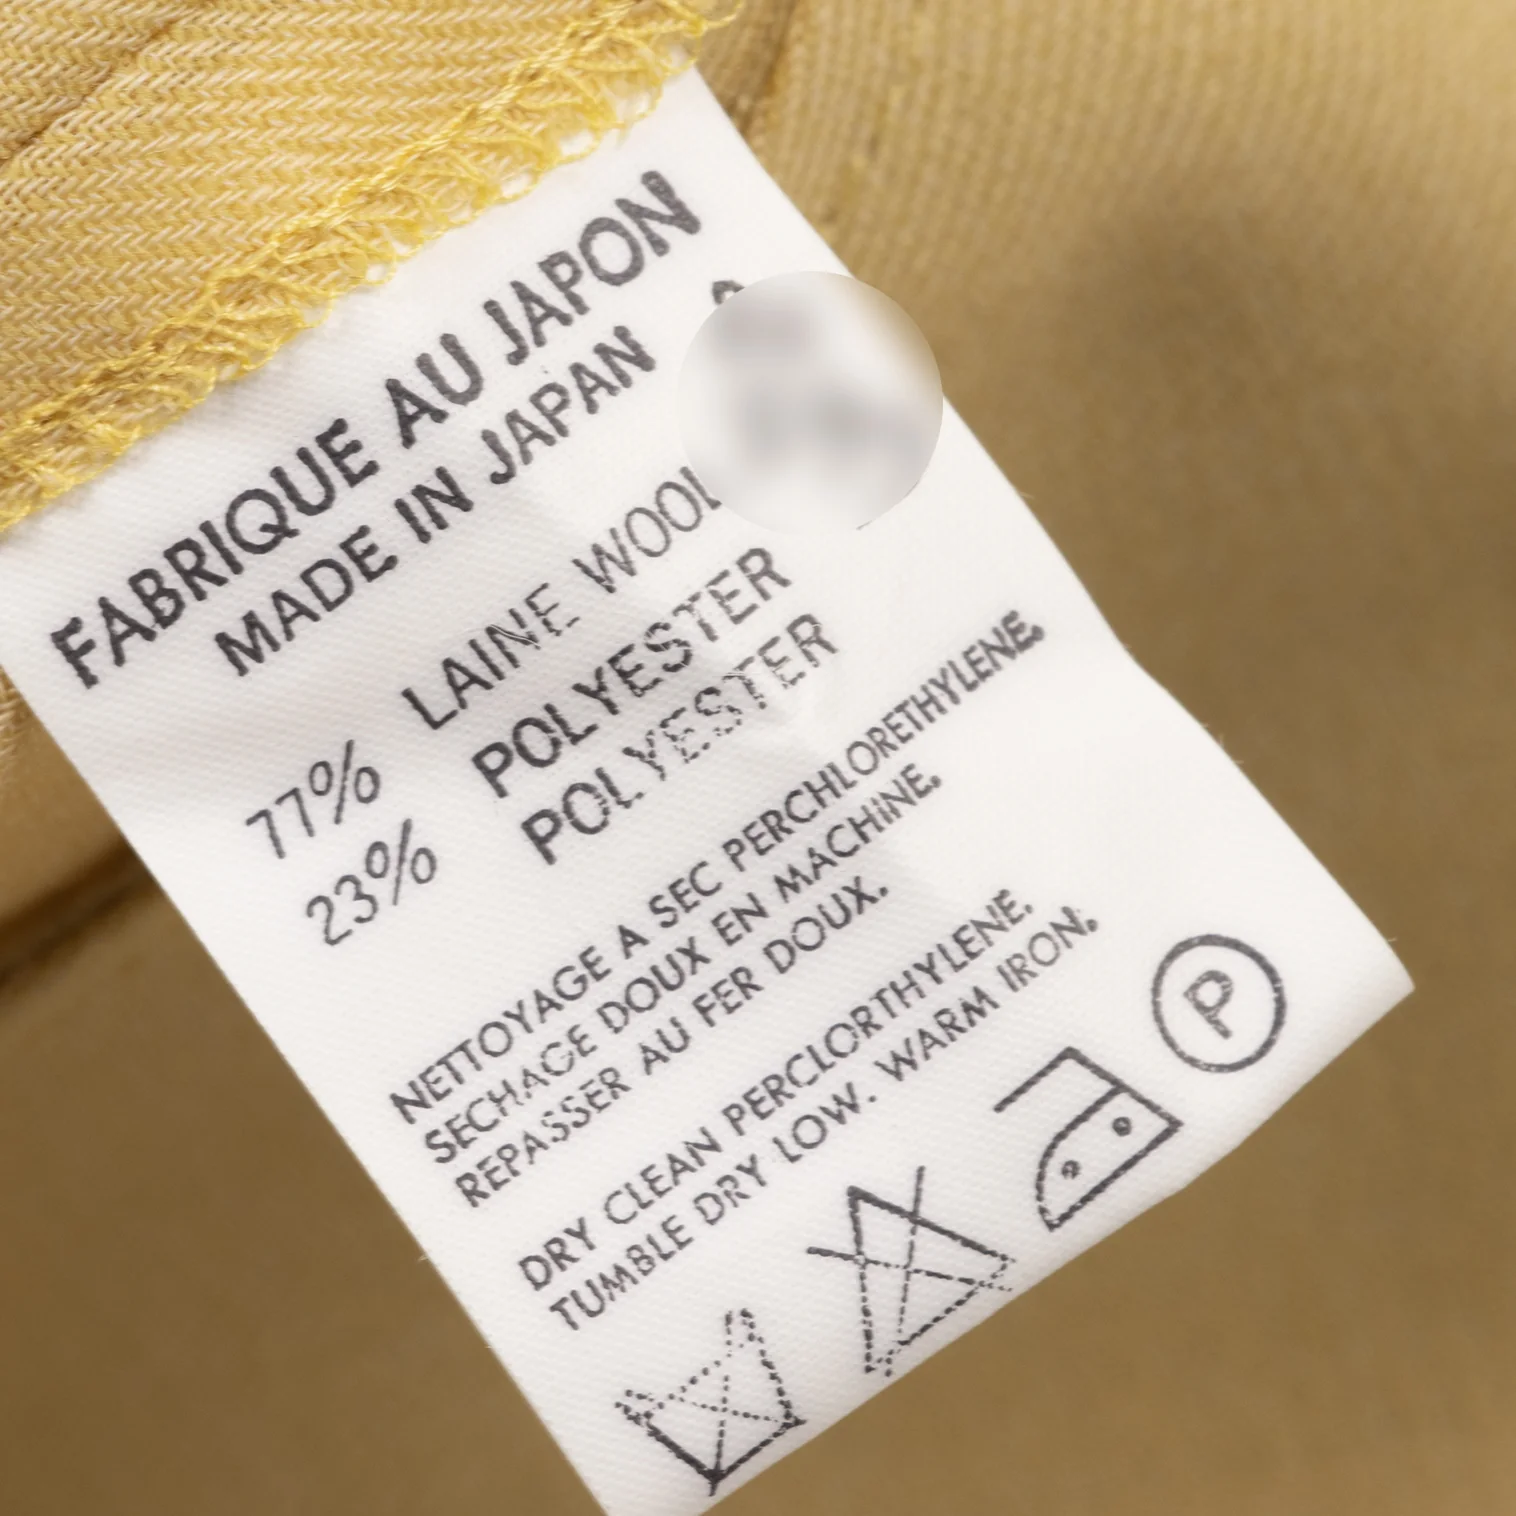 FABRIQUE AU JAPON
MADE IN JAPAN
77% LAINE WOOL
23% POLYESTER
POLYESTER
NETTOYAGE A SEC PERCHLORETHYLENE.
SECHAGE DOUX EN MACHINE.
REPASSER AU FER DOUX.
DRY CLEAN PERCLORTHYLENE.
TUMBLE DRY LOW. WARM IRON.
P